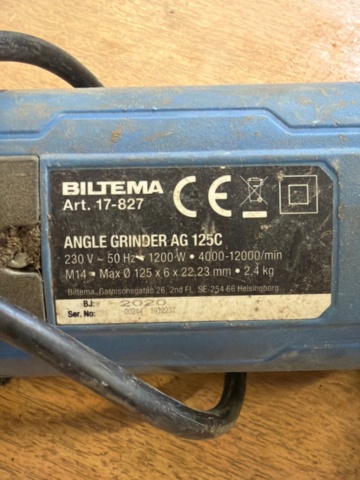 BILTEMA
Art. 17-827
CE
ANGLE GRINDER AG 125C
230 V ~ 50 Hz • 1200 W • 4000-12000/min
M14 • Max Ø 125 x 6 x 22,23 mm • 2,4 kg
Biltema, Garnisonsgatan 26, 2nd FL, SE-254 66 Helsingborg
BJ: 2020
Ser. No: